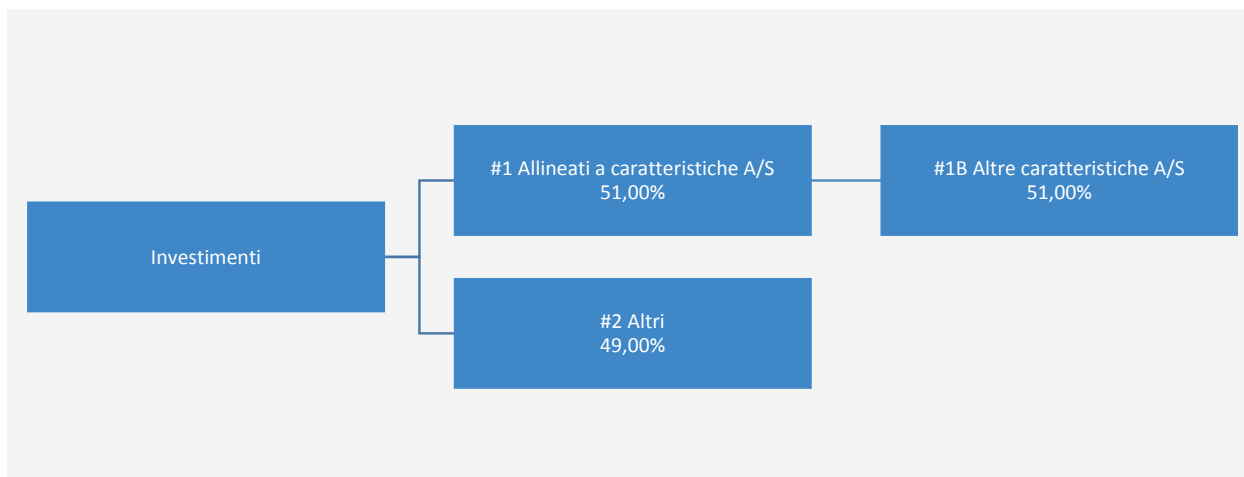 Investimenti
#1 Allineati a caratteristiche A/S
51,00%
#1B Altre caratteristiche A/S
51,00%
#2 Altri
49,00%